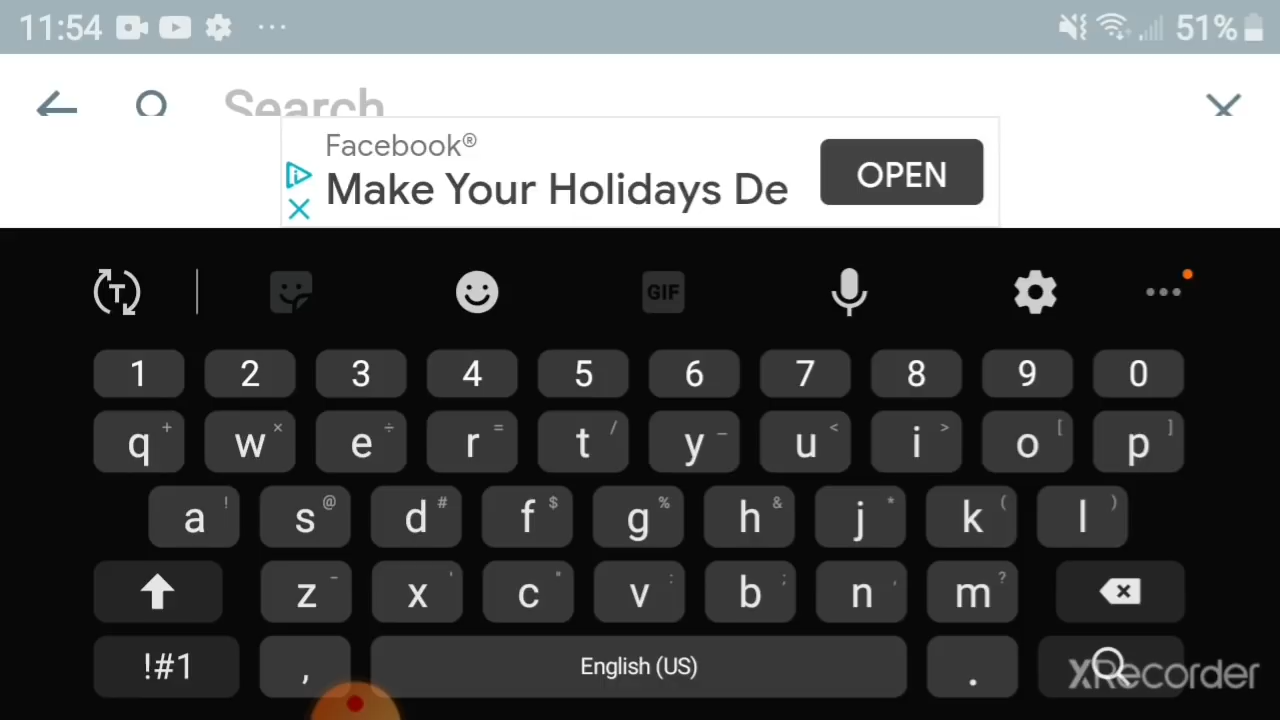 11:54 51%
Search
Facebook®
Make Your Holidays De
OPEN
T GIF
1 2 3 4 5 6 7 8 9 0
q + w × e ÷ r = t / y _ u < i > o [ p ]
a ! s @ d # f $ g % h & j * k ( l )
z - x ' c " v : b ; n , m ?
!#1 , English (US) . XRecorder